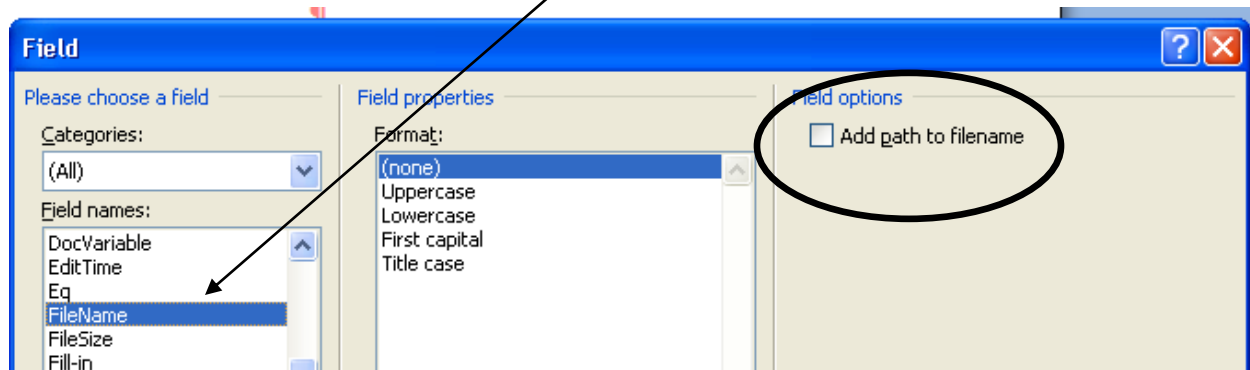 Field
Please choose a field
Categories:
(All)
Field names:
DocVariable
EditTime
Eq
FileName
FileSize
Fill-in
Field properties
Format:
(none)
Uppercase
Lowercase
First capital
Title case
Field options
Add path to filename